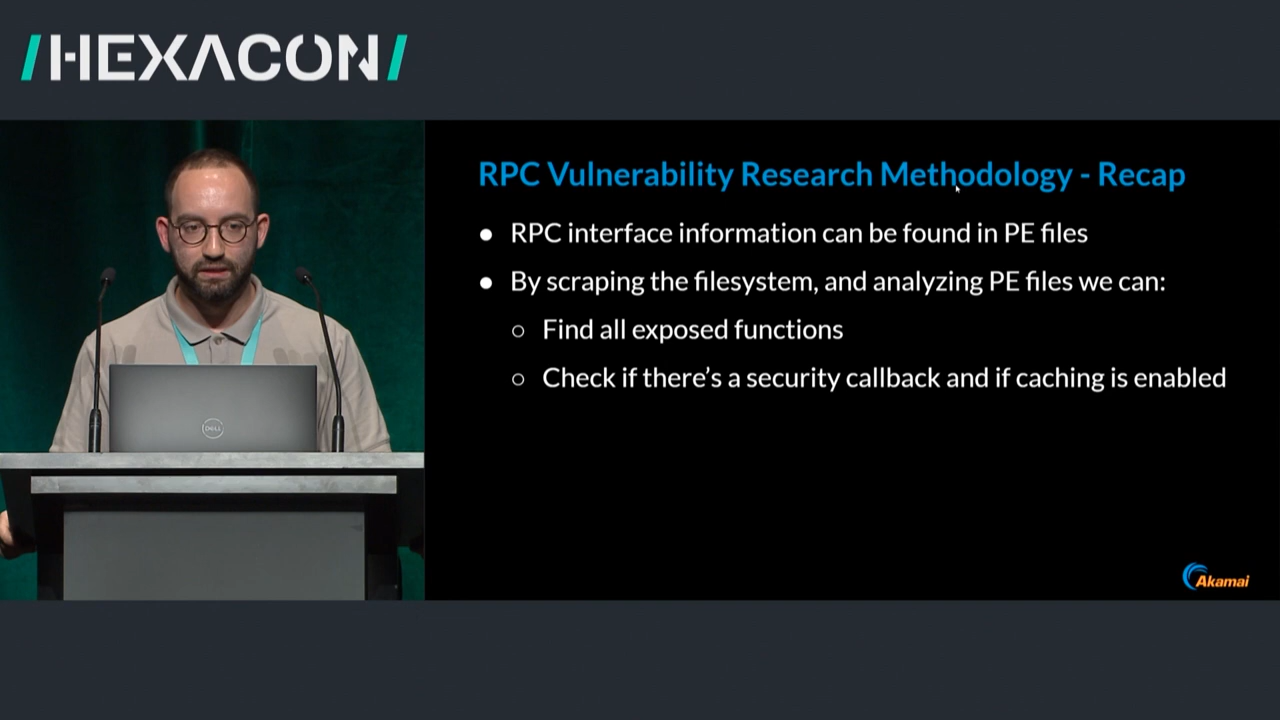 /HEXACON/
RPC Vulnerability Research Methodology - Recap
● RPC interface information can be found in PE files
● By scraping the filesystem, and analyzing PE files we can:
○ Find all exposed functions
○ Check if there’s a security callback and if caching is enabled
DELL
Akamai